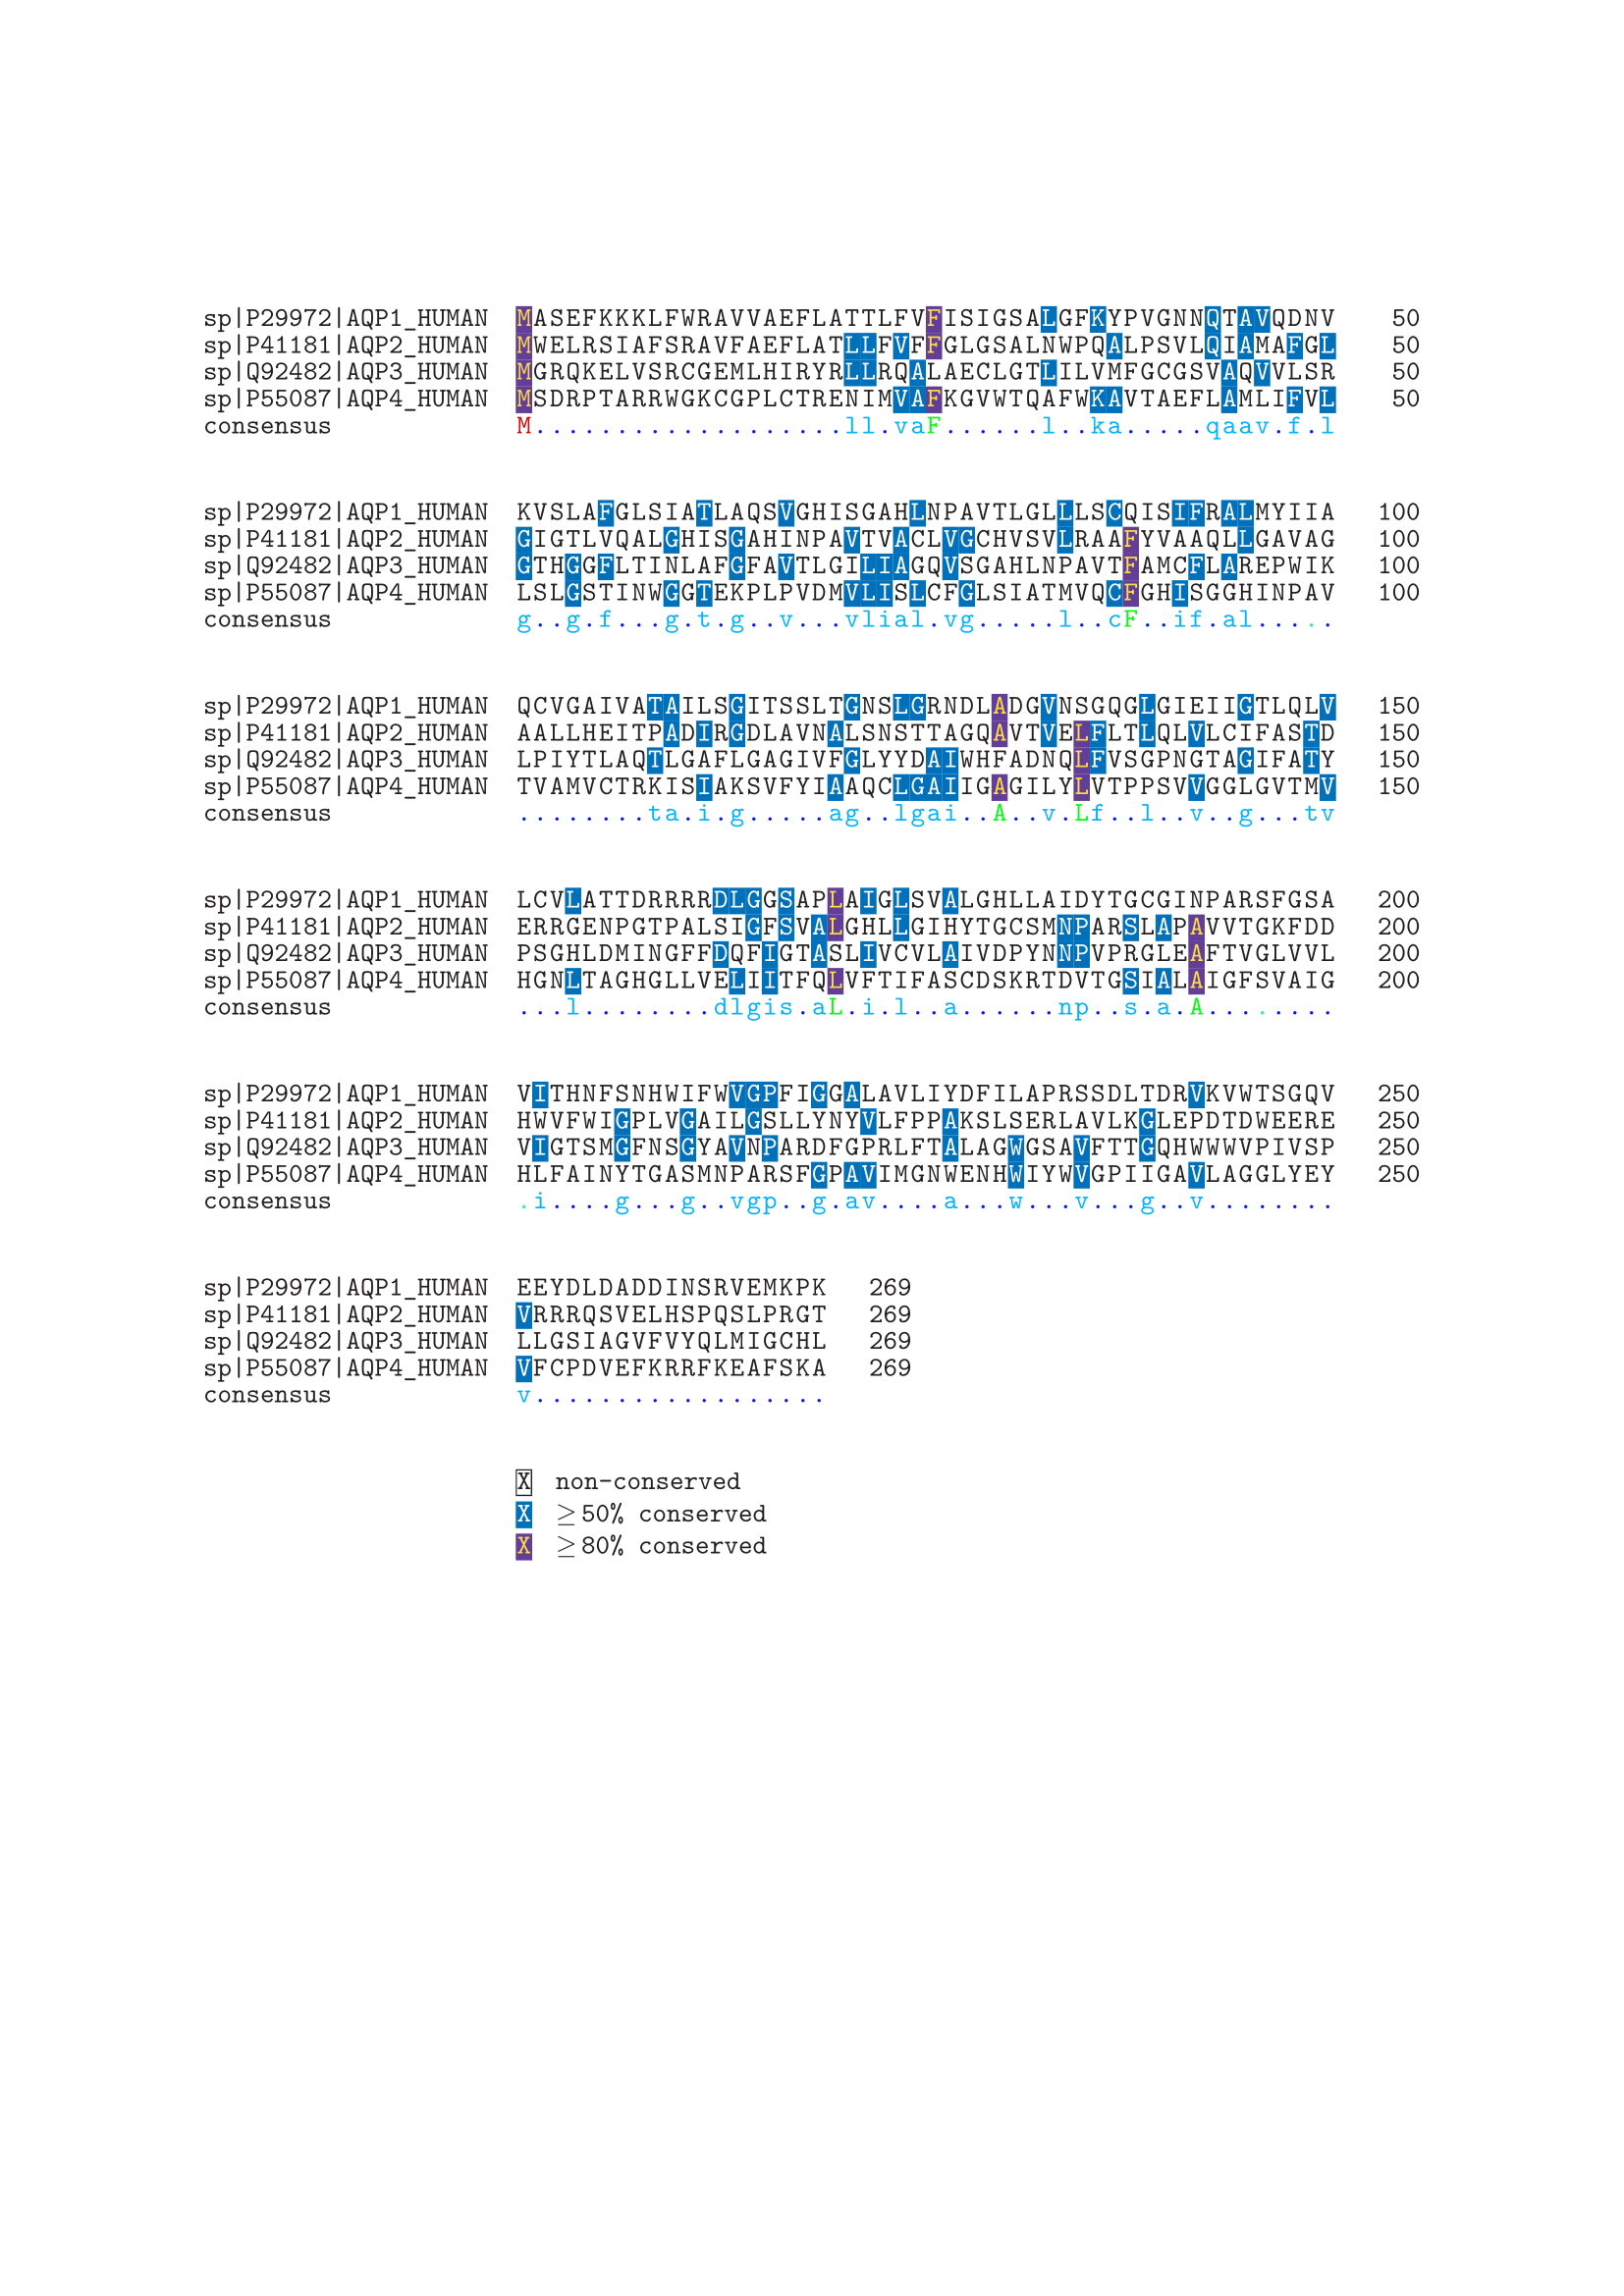 sp|P29972|AQP1_HUMAN MASEFKKKLFWRAVVAEFLATTLFVFISIGSALGFKYPVGNNQTAVQDNV 50
sp|P41181|AQP2_HUMAN MWELRSIAFSRAVFAEFLATLLFVFFGLGSALNWPQALPSVLQIAMAFGL 50
sp|Q92482|AQP3_HUMAN MGRQKELVSRCGEMLHIRYRLLRQALAECLGTLILVMFGCGSVAQVVLSR 50
sp|P55087|AQP4_HUMAN MSDRPTARRWGKCGPLCTRENIMVAFKGVWTQAFWKAVTAEFLAMLIFVL 50
consensus M...................ll.vaF......l..ka.....qaav.f.l
sp|P29972|AQP1_HUMAN KVSLAFGLSIATLAQSVGHISGAHLNPAVTLGLLLSCQISIFRALMYIIA 100
sp|P41181|AQP2_HUMAN GIGTLVQALGHISGAHINPAVTVACLVGCHVSVLRAAFYVAAQLLGAVAG 100
sp|Q92482|AQP3_HUMAN GTHGGFLTINLAFGFAVTLGILIAGQVSGAHLNPAVTFAMCFLAREPWIK 100
sp|P55087|AQP4_HUMAN LSLGSTINWGGTEKPLPVDMVLISLCFGLSIATMVQCFGHISGGHINPAV 100
consensus g..g.f...g.t.g..v...vlial.vg.....l..cF..if.al.....
sp|P29972|AQP1_HUMAN QCVGAIVATAILSGITSSLTGNSLGRNDLADGVNSGQGLGIEIIGTLQLV 150
sp|P41181|AQP2_HUMAN AALLHEITPADIRGDLAVNALSNSTTAGQAVTVELFLTLQLVLCIFASTD 150
sp|Q92482|AQP3_HUMAN LPIYTLAQTLGAFLGAGIVFGLYYDAIWHFADNQLFVSGPNGTAGIFATY 150
sp|P55087|AQP4_HUMAN TVAMVCTRKISIAKSVFYIAAQCLGAIIGAGILYLVTPPSVVGGLGVTMV 150
consensus ........ta.i.g.....ag..lgai..A..v.Lf..l..v..g...tv
sp|P29972|AQP1_HUMAN LCVLATTDRRRRDLGGSAPLAIGLSVALGHLLAIDYTGCGINPARSFGSA 200
sp|P41181|AQP2_HUMAN ERRGENPGTPALSIGFSVALGHLLGIHYTGCSMNPARSLAPAVVTGKFDD 200
sp|Q92482|AQP3_HUMAN PSGHLDMINGFFDQFIGTASLIVCVLAIVDPYNNPVPRGLEAFTVGLVVL 200
sp|P55087|AQP4_HUMAN HGNLTAGHGLLVELIITFQLVFTIFASCDSKRTDVTGSIALAIGFSVAIG 200
consensus ...l........dlgis.aL.i.l..a......np..s.a.A........
sp|P29972|AQP1_HUMAN VITHNFSNHWIFWVGPFIGGALAVLIYDFILAPRSSDLTDRVKVWTSGQV 250
sp|P41181|AQP2_HUMAN HWVFWIGPLVGAILGSLLYNYVLFPPAKSLSERLAVLKGLEPDTDWEERE 250
sp|Q92482|AQP3_HUMAN VIGTSMGFNSGYAVNPARDFGPRLFTALAGWGSAVFTTGQHWWWVPIVSP 250
sp|P55087|AQP4_HUMAN HLFAINYTGASMNPARSFGPAVIMGNWENHWIYWVGPIIGAVLAGGLYEY 250
consensus .i....g...g..vgp..g.av....a...w...v...g..v........
sp|P29972|AQP1_HUMAN EEYDLDADDINSRVEMKPK 269
sp|P41181|AQP2_HUMAN VRRRQSVELHSPQSLPRGT 269
sp|Q92482|AQP3_HUMAN LLGSIAGVFVYQLMIGCHL 269
sp|P55087|AQP4_HUMAN VFCPDVEFKRRFKEAFSKA 269
consensus v..................
X non-conserved
X ≥50% conserved
X ≥80% conserved